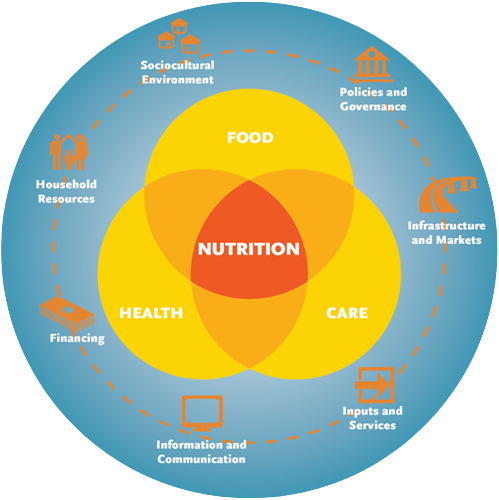 Sociocultural
Environment
Policies and
Governance
FOOD
Household
Resources
Infrastructure
and Markets
NUTRITION
HEALTH
CARE
Financing
Inputs and
Services
Information and
Communication